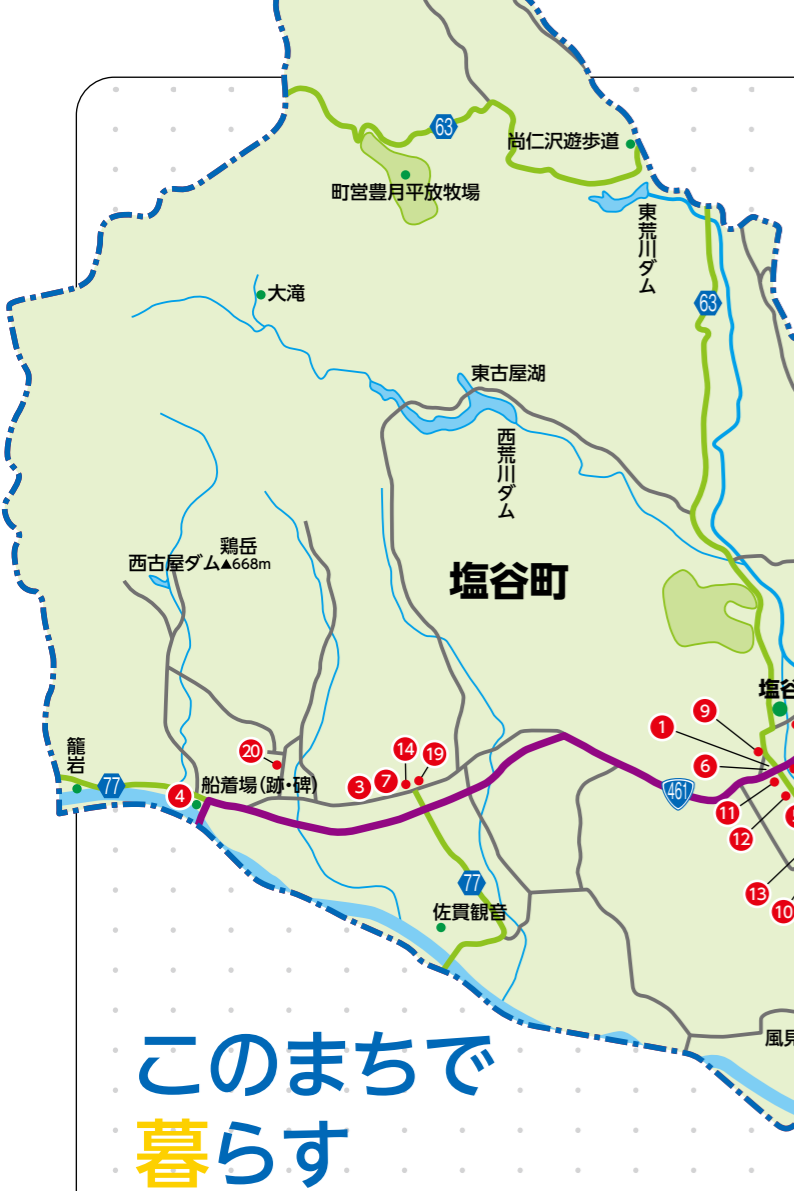 63
尚仁沢遊歩道
町営豊月平放牧場
東荒川ダム
大滝
63
東古屋湖
西荒川ダム
鶏岳
西古屋ダム▲668m
塩谷町
塩谷
9
1
籠岩
20
14
19
6
77
4
船着場（跡・碑）
3
7
461
11
12
77
13
佐貫観音
10
風見
このまちで
暮らす